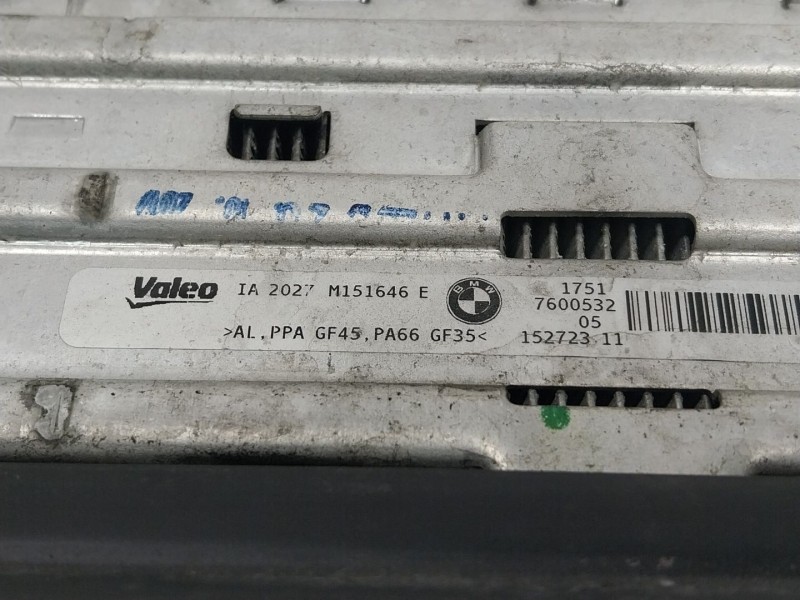 Valeo IA 2027 M151646 E BMW 1751
7600532
05
>AL,PPA GF45,PA66 GF35< 152723 11